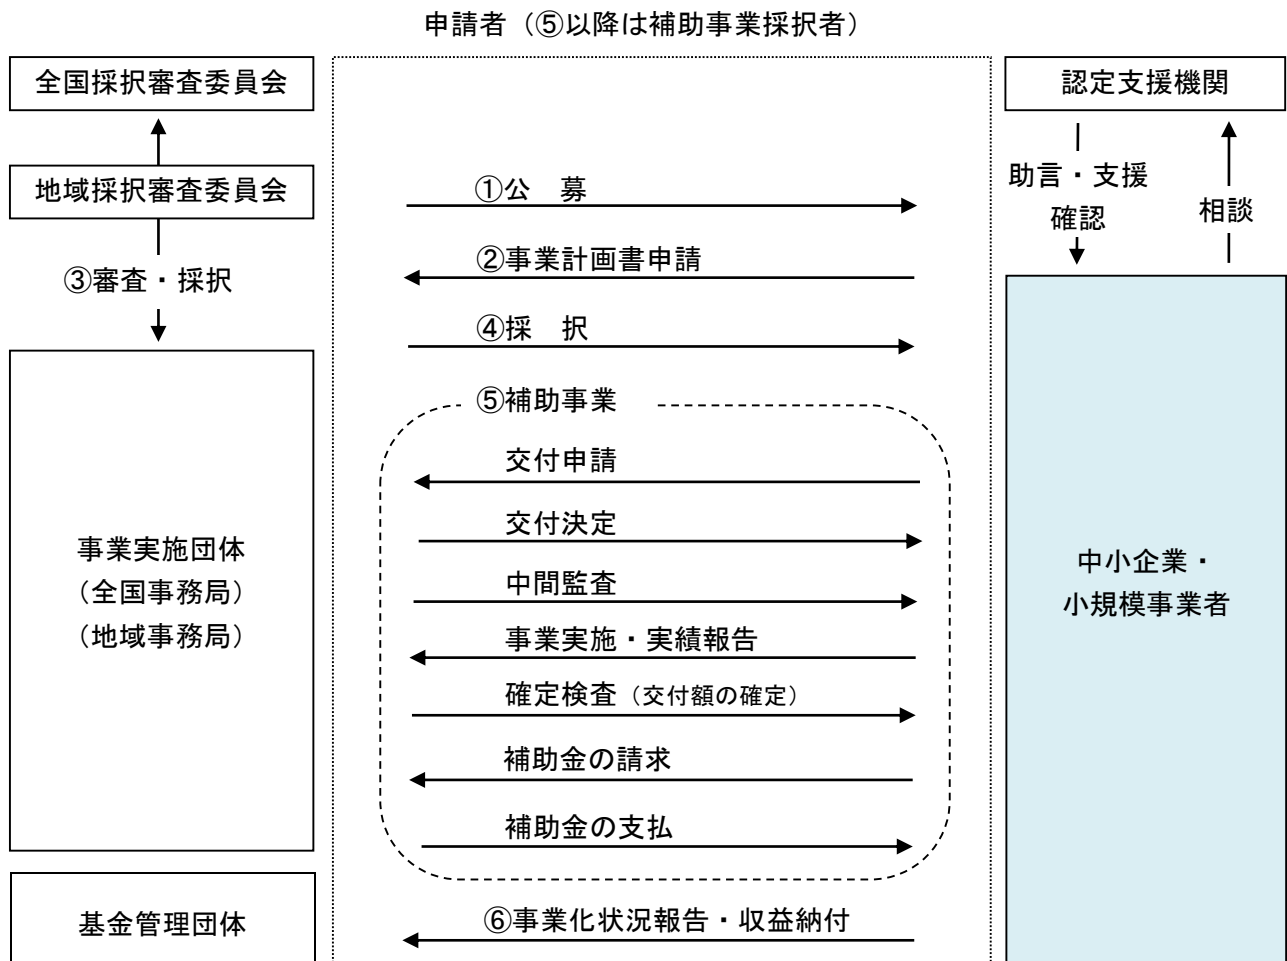 申請者（⑤以降は補助事業採択者）
全国採択審査委員会
認定支援機関
地域採択審査委員会
①公　募
助言・支援
確認
相談
②事業計画書申請
③審査・採択
④採　択
⑤補助事業
交付申請
交付決定
中間監査
事業実施・実績報告
確定検査（交付額の確定）
補助金の請求
補助金の支払
事業実施団体
（全国事務局）
（地域事務局）
中小企業・
小規模事業者
基金管理団体
⑥事業化状況報告・収益納付